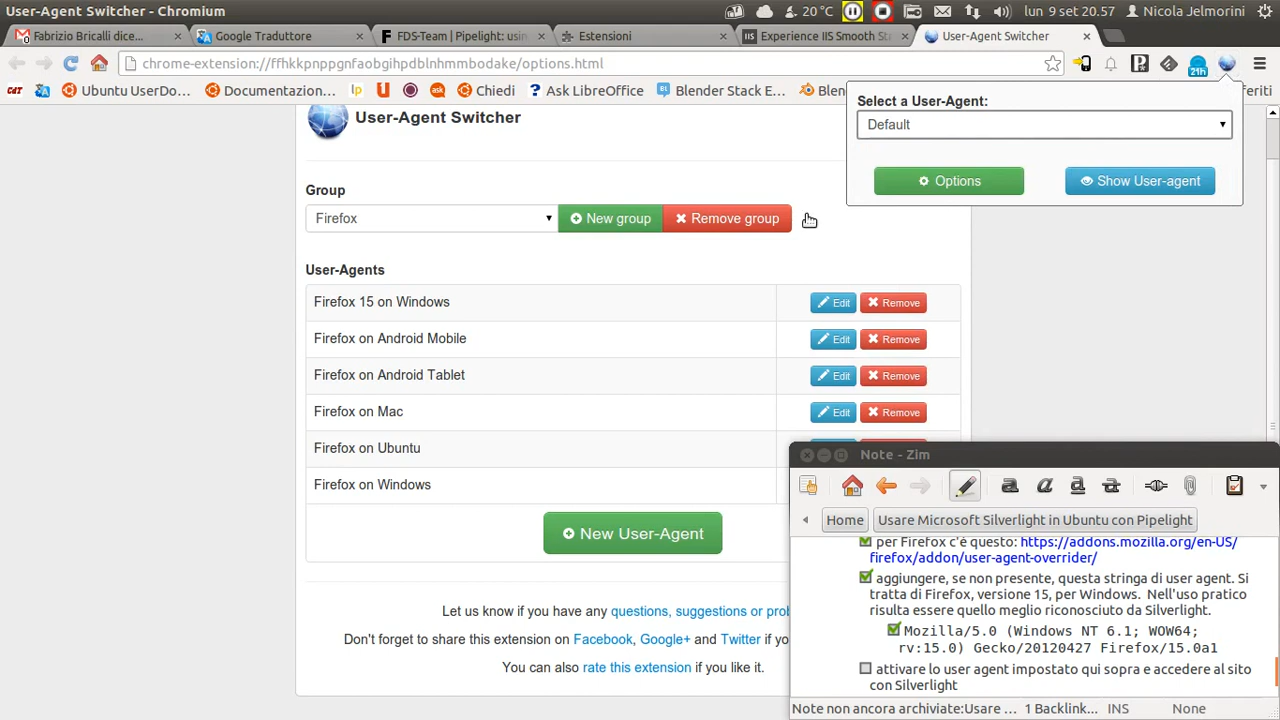 User-Agent Switcher - Chromium
20 °C
lun 9 set 20.57
Nicola Jelmorini
Fabrizio Bricalli dice...
Google Traduttore
FDS-Team | Pipelight: usin
Estensioni
Experience IIS Smooth St
User-Agent Switcher
chrome-extension://ffhkkpnppgnfaobgihpdblnhmmbodake/options.html
21h
CAT
Ubuntu UserDo...
Documentazion...
lp
Chiedi
Ask LibreOffice
Blender Stack E...
Blen
eriti
Select a User-Agent:
Default
Options
Show User-agent
User-Agent Switcher
Group
Firefox
New group
Remove group
User-Agents
Firefox 15 on Windows
Edit
Remove
Firefox on Android Mobile
Edit
Remove
Firefox on Android Tablet
Edit
Remove
Firefox on Mac
Edit
Remove
Firefox on Ubuntu
Firefox on Windows
New User-Agent
Let us know if you have any questions, suggestions or prob
Don't forget to share this extension on Facebook, Google+ and Twitter if yo
You can also rate this extension if you like it.
Note - Zim
Home
Usare Microsoft Silverlight in Ubuntu con Pipelight
per Firefox c'è questo: https://addons.mozilla.org/en-US/
firefox/addon/user-agent-overrider/
aggiungere, se non presente, questa stringa di user agent. Si
tratta di Firefox, versione 15, per Windows. Nell'uso pratico
risulta essere quello meglio riconosciuto da Silverlight.
Mozilla/5.0 (Windows NT 6.1; WOW64;
rv:15.0) Gecko/20120427 Firefox/15.0a1
attivare lo user agent impostato qui sopra e accedere al sito
con Silverlight
Note non ancora archiviate:Usare ...
1 Backlink...
INS
None